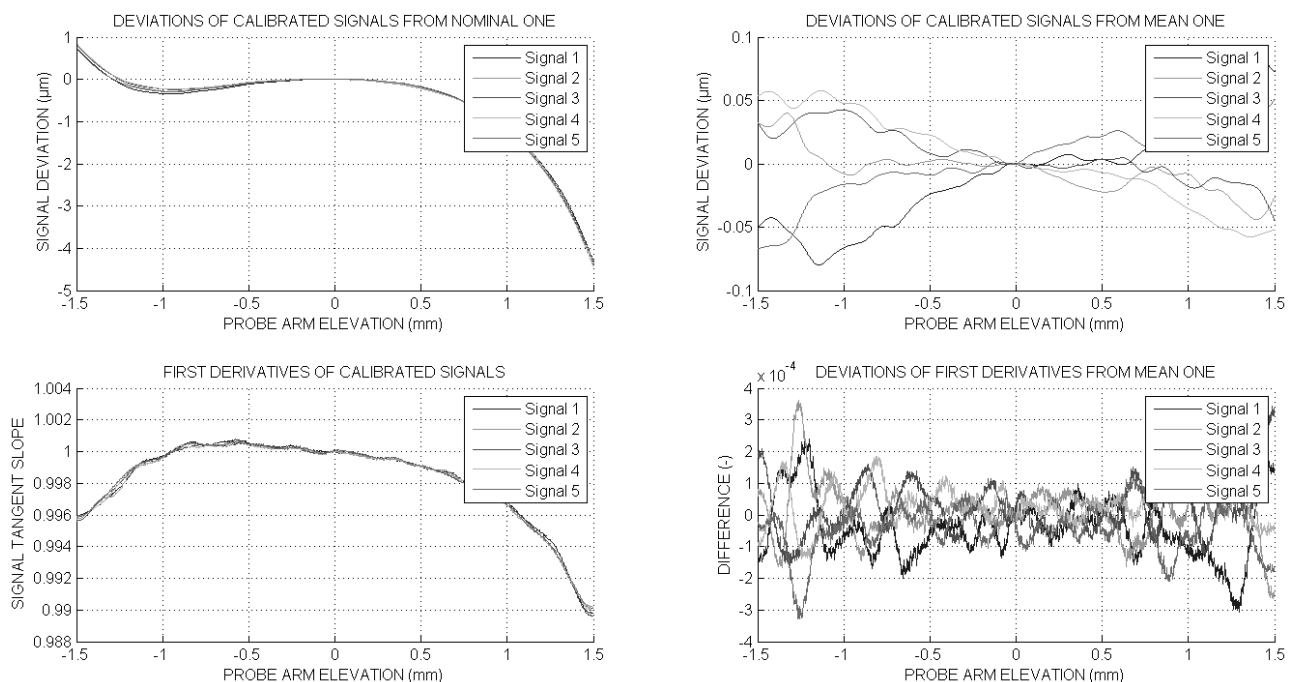 DEVIATIONS OF CALIBRATED SIGNALS FROM NOMINAL ONE
1
0
-1
-2
-3
-4
-5
SIGNAL DEVIATION (µm)
Signal 1
Signal 2
Signal 3
Signal 4
Signal 5
-1.5
-1
-0.5
0
0.5
1
1.5
PROBE ARM ELEVATION (mm)
DEVIATIONS OF CALIBRATED SIGNALS FROM MEAN ONE
0.1
0.05
0
-0.05
-0.1
SIGNAL DEVIATION (µm)
Signal 1
Signal 2
Signal 3
Signal 4
Signal 5
-1.5
-1
-0.5
0
0.5
1
1.5
PROBE ARM ELEVATION (mm)
FIRST DERIVATIVES OF CALIBRATED SIGNALS
1.004
1.002
1
0.998
0.996
0.994
0.992
0.99
0.988
SIGNAL TANGENT SLOPE
Signal 1
Signal 2
Signal 3
Signal 4
Signal 5
-1.5
-1
-0.5
0
0.5
1
1.5
PROBE ARM ELEVATION (mm)
x 10⁻⁴
DEVIATIONS OF FIRST DERIVATIVES FROM MEAN ONE
4
3
2
1
0
-1
-2
-3
-4
DIFFERENCE (-)
Signal 1
Signal 2
Signal 3
Signal 4
Signal 5
-1.5
-1
-0.5
0
0.5
1
1.5
PROBE ARM ELEVATION (mm)